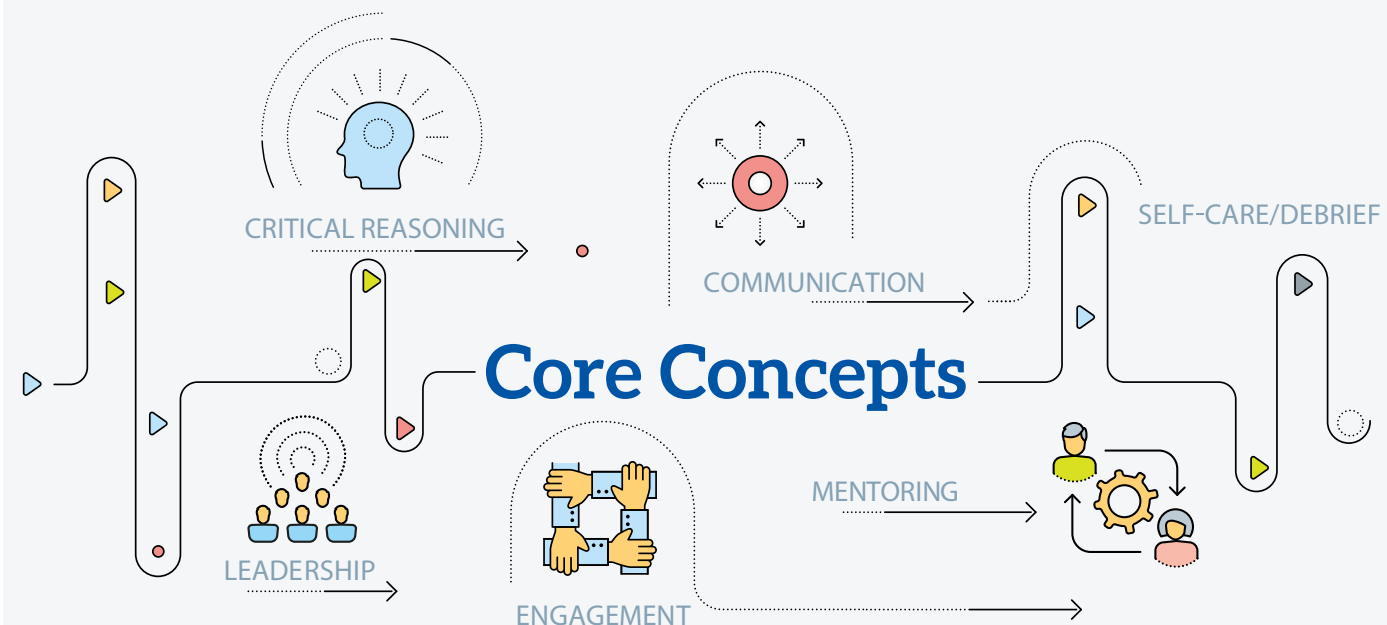 CRITICAL REASONING
SELF-CARE/DEBRIEF
COMMUNICATION
Core Concepts
MENTORING
LEADERSHIP
ENGAGEMENT